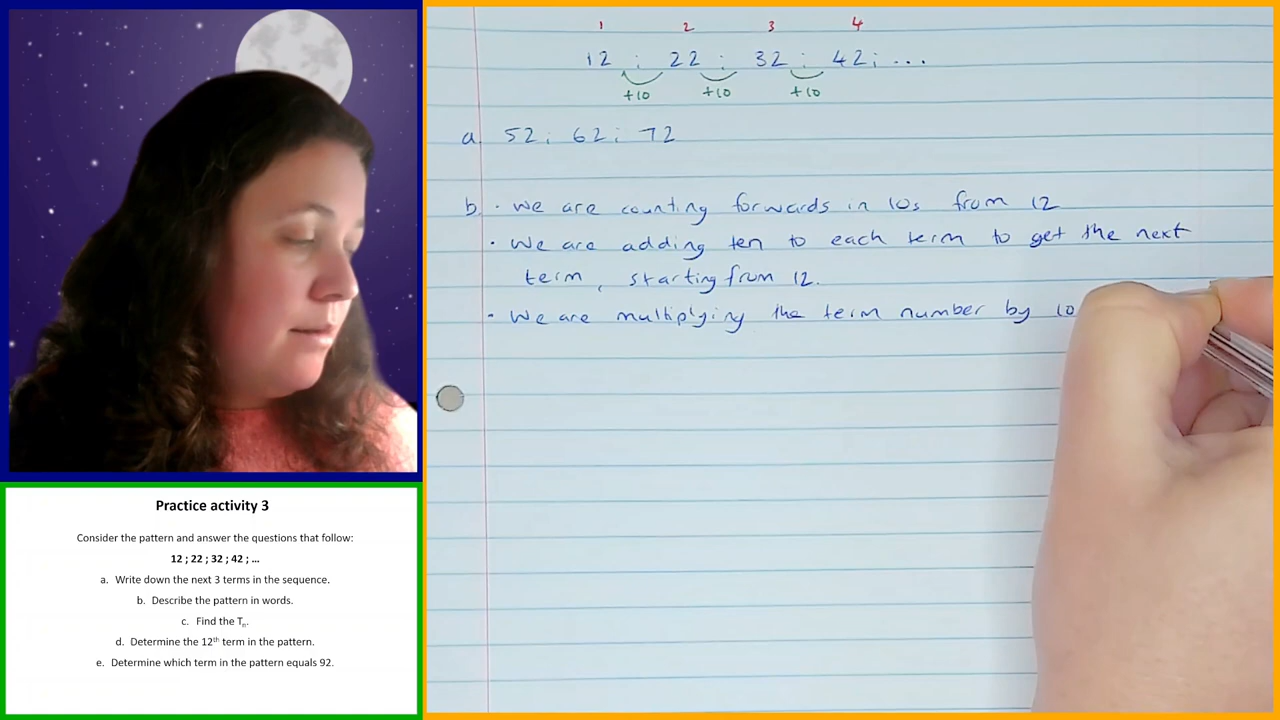 1 2 3 4
12 ; 22 ; 32 ; 42 ; ...
+10 +10 +10
a. 52 ; 62 ; 72
b. · We are counting forwards in 10s from 12
· We are adding ten to each term to get the next
term, starting from 12.
· We are multiplying the term number by 10
Practice activity 3
Consider the pattern and answer the questions that follow:
12 ; 22 ; 32 ; 42 ; ...
a. Write down the next 3 terms in the sequence.
b. Describe the pattern in words.
c. Find the Tₙ.
d. Determine the 12th term in the pattern.
e. Determine which term in the pattern equals 92.